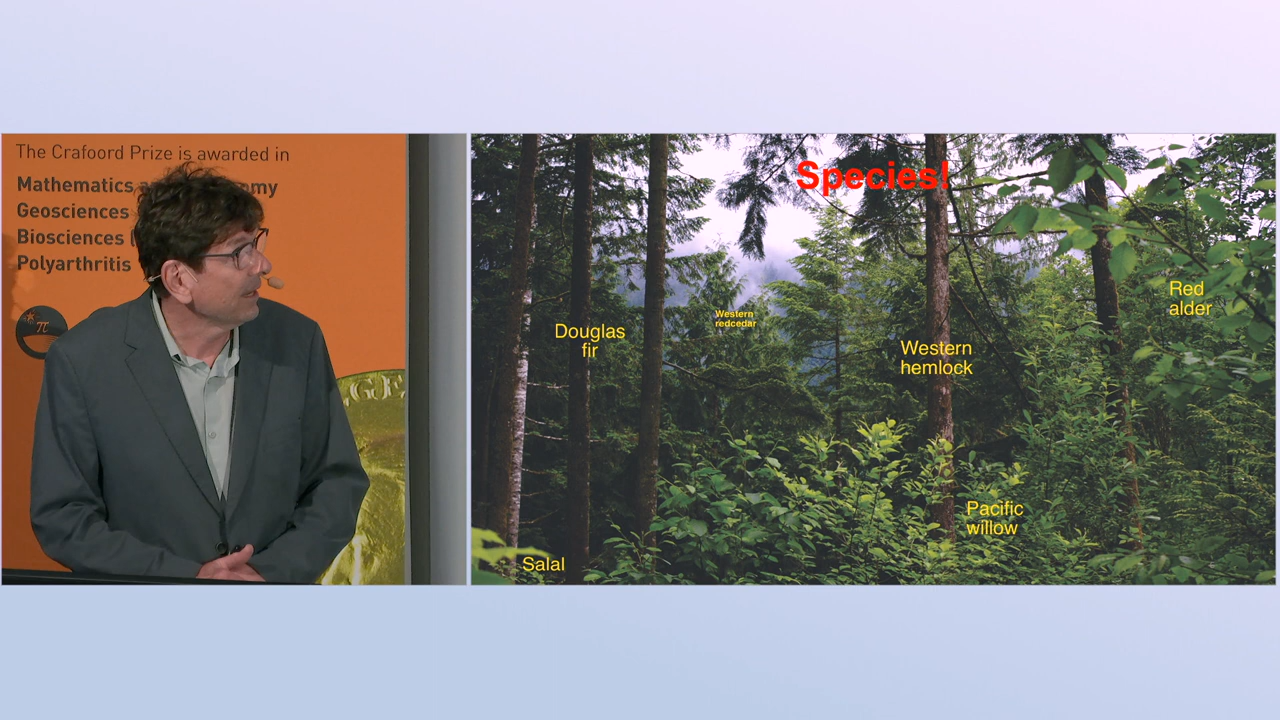 The Crafoord Prize is awarded in
Mathematics
Geosciences
Biosciences
Polyarthritis
π
Species!
Douglas
fir
Western
redcedar
Western
hemlock
Red
alder
Pacific
willow
Salal